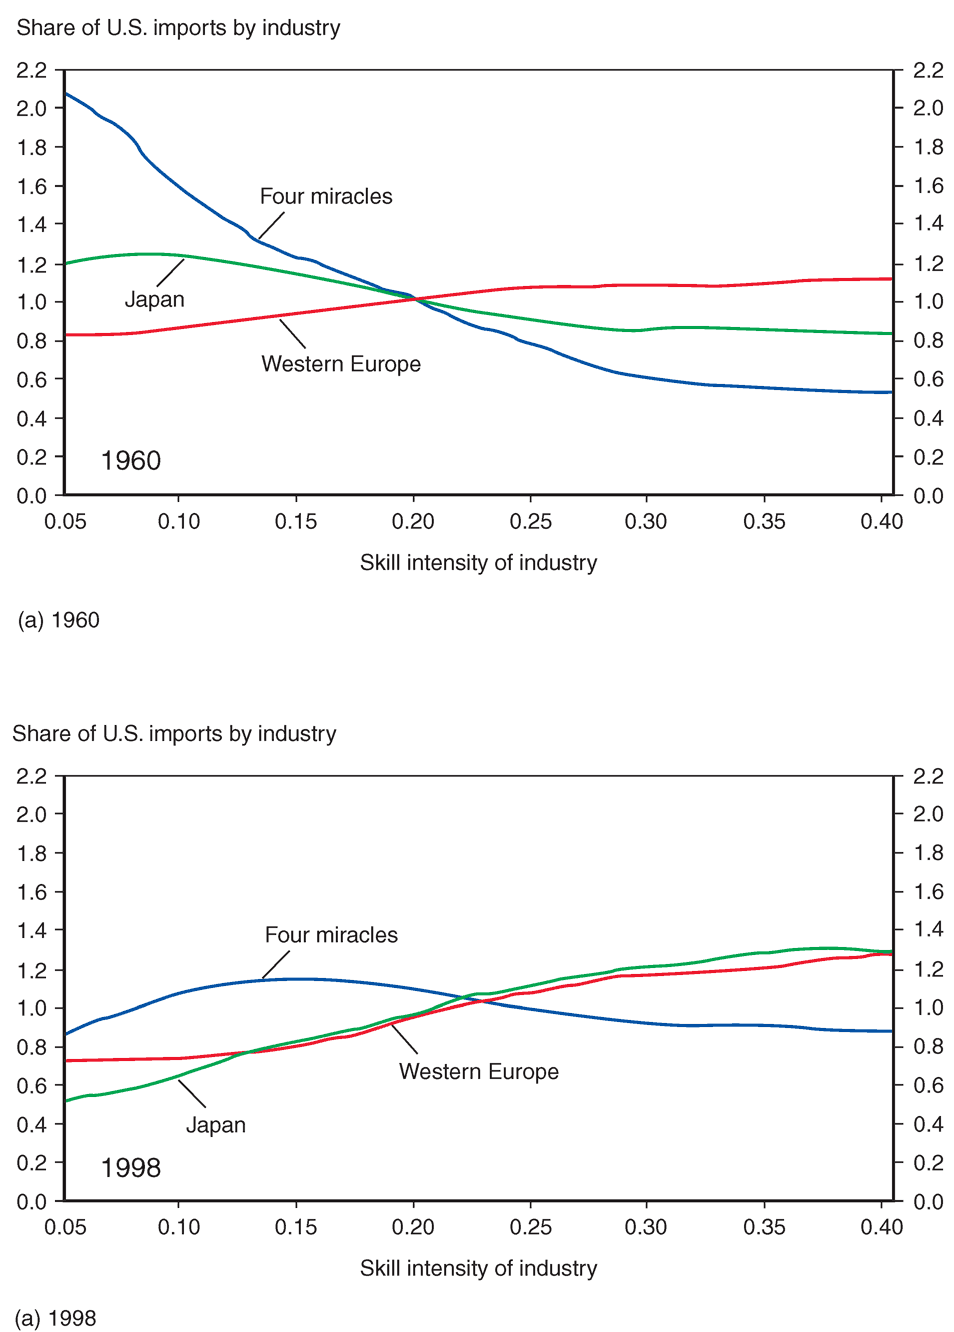 Share of U.S. imports by industry
2.2 2.2
2.0 2.0
1.8 1.8
1.6 1.6
Four miracles
1.4 1.4
1.2 1.2
Japan
1.0 1.0
0.8 0.8
Western Europe
0.6 0.6
0.4 0.4
1960
0.2 0.2
0.0 0.0
0.05 0.10 0.15 0.20 0.25 0.30 0.35 0.40
Skill intensity of industry
(a) 1960
Share of U.S. imports by industry
2.2 2.2
2.0 2.0
1.8 1.8
1.6 1.6
1.4 1.4
Four miracles
1.2 1.2
1.0 1.0
0.8 0.8
Western Europe
0.6 0.6
0.4 0.4
Japan
1998
0.2 0.2
0.0 0.0
0.05 0.10 0.15 0.20 0.25 0.30 0.35 0.40
Skill intensity of industry
(a) 1998